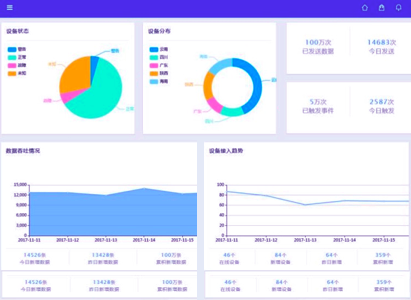 设备状态
告警
正常
故障
未知
告警
未知
故障
正常
设备分布
云南
四川
广东
陕西
海南
海南
陕西
广东
四川
100万次
已发送数据
14683次
今日发送
5万次
已触发事件
2587次
今日触发
数据吞吐情况
15,000
12,000
9,000
6,000
3,000
0
2017-11-11 2017-11-12 2017-11-13 2017-11-14 2017-11-15
14526条 13428条 100万条
今日新增数据 昨日新增数据 累积新增数据
14526条 13428条 100万条
今日新增数据 昨日新增数据 累积新增数据
设备接入趋势
100
80
60
40
20
0
2017-11-11 2017-11-12 2017-11-13 2017-11-14 2017-11-15
46个 84个 64个 359个
在线设备 新增设备 昨日新增 累积新增
46个 84个 64个 359个
在线设备 新增设备 昨日新增 累积新增